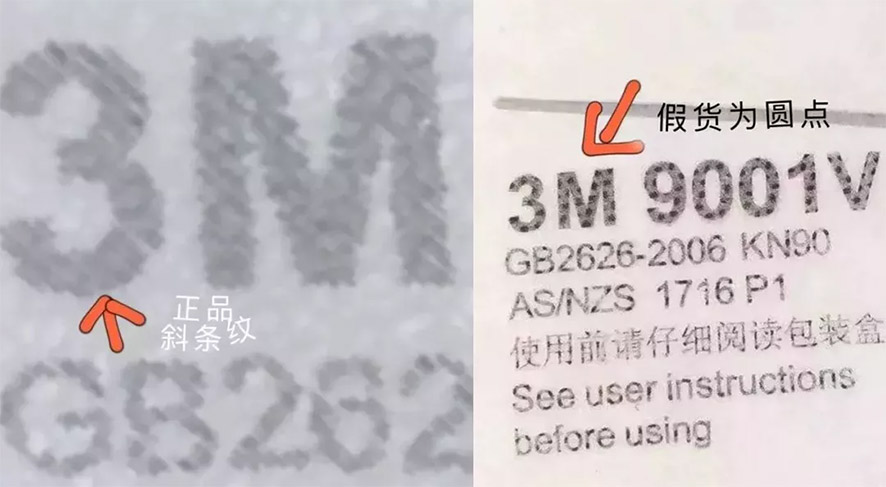 3M
正品
斜条纹
GB262
假货为圆点
3M 9001V
GB2626-2006 KN90
AS/NZS 1716 P1
使用前请仔细阅读包装盒
See user instructions
before using